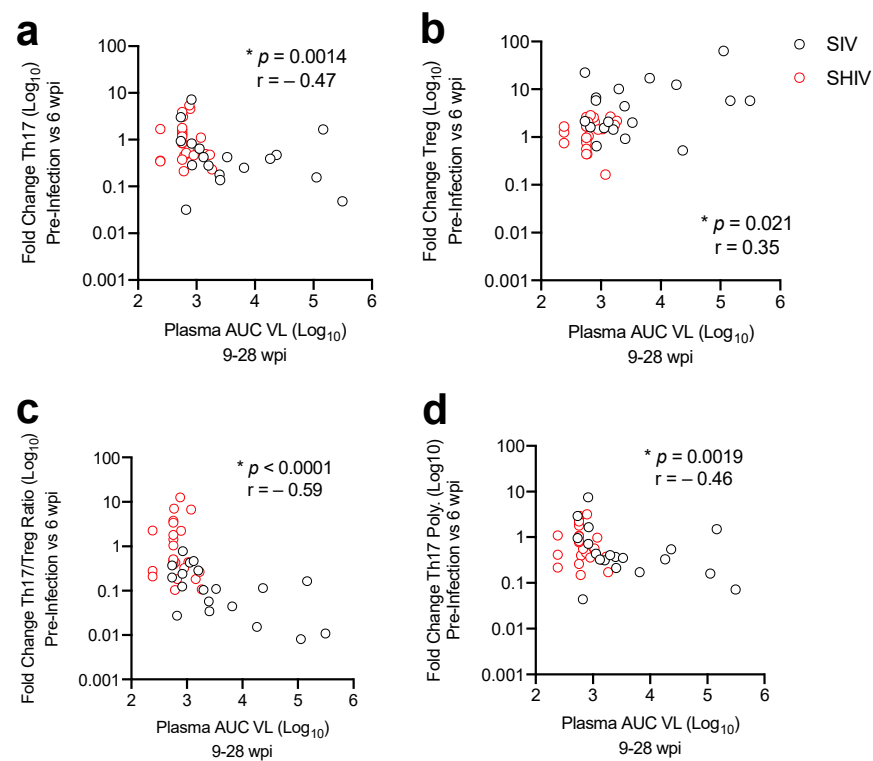 a
* p = 0.0014
r = – 0.47
Fold Change Th17 (Log10)
Pre-Infection vs 6 wpi
100
10
1
0.1
0.01
0.001
2 3 4 5 6
Plasma AUC VL (Log10)
9-28 wpi
b
* p = 0.021
r = 0.35
Fold Change Treg (Log10)
Pre-Infection vs 6 wpi
100
10
1
0.1
0.01
0.001
2 3 4 5 6
Plasma AUC VL (Log10)
9-28 wpi
SIV
SHIV
c
* p < 0.0001
r = – 0.59
Fold Change Th17/Treg Ratio (Log10)
Pre-Infection vs 6 wpi
100
10
1
0.1
0.01
0.001
2 3 4 5 6
Plasma AUC VL (Log10)
9-28 wpi
d
* p = 0.0019
r = – 0.46
Fold Change Th17 Poly. (Log10)
Pre-Infection vs 6 wpi
100
10
1
0.1
0.01
0.001
2 3 4 5 6
Plasma AUC VL (Log10)
9-28 wpi